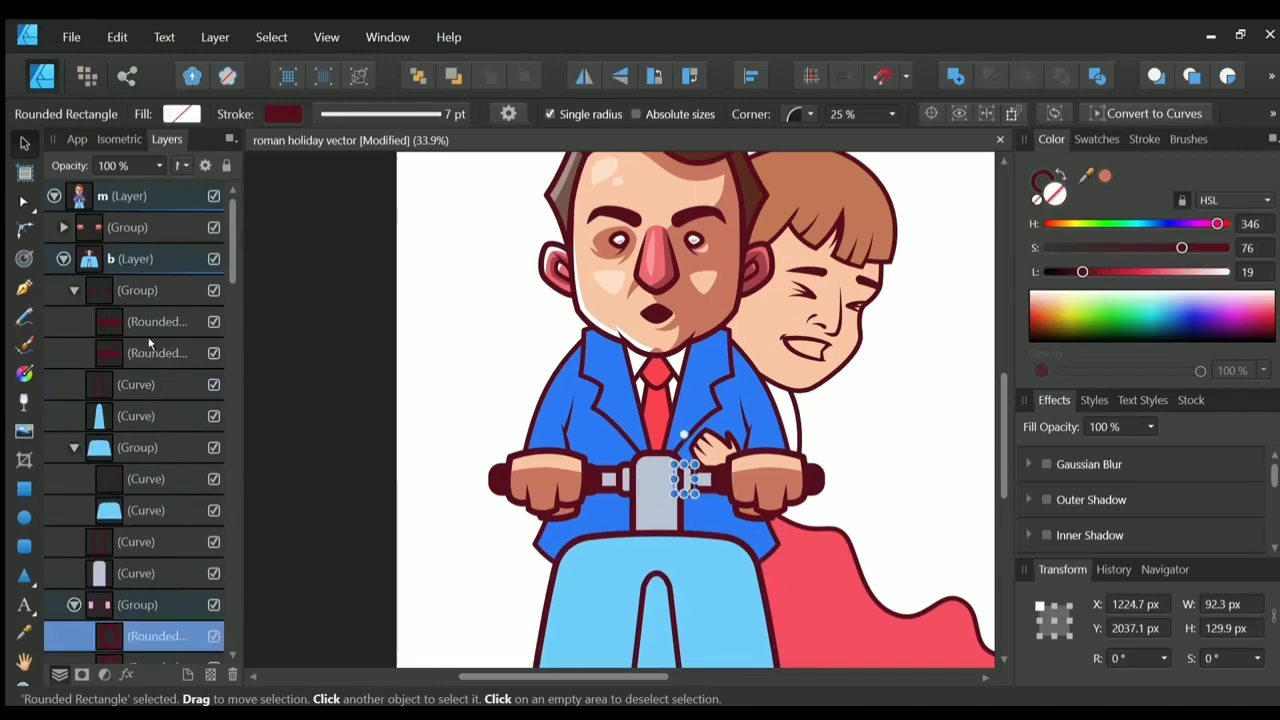 File Edit Text Layer Select View Window Help
Rounded Rectangle Fill: Stroke: 7 pt Single radius Absolute sizes Corner: 25 % Convert to Curves
App Isometric Layers
roman holiday vector [Modified] (33.9%)
Color Swatches Stroke Brushes
Opacity: 100 %
m (Layer)
(Group)
b (Layer)
(Group)
(Rounded...
(Rounded...
(Curve)
(Curve)
(Group)
(Curve)
(Curve)
(Curve)
(Curve)
(Group)
(Rounded...
HSL
H: 346
S: 76
L: 19
Opacity
100 %
Effects Styles Text Styles Stock
Fill Opacity: 100 %
Gaussian Blur
Outer Shadow
Inner Shadow
Transform History Navigator
X: 1224.7 px W: 92.3 px
Y: 2037.1 px H: 129.9 px
R: 0 ° S: 0 °
'Rounded Rectangle' selected. Drag to move selection. Click another object to select it. Click on an empty area to deselect selection.